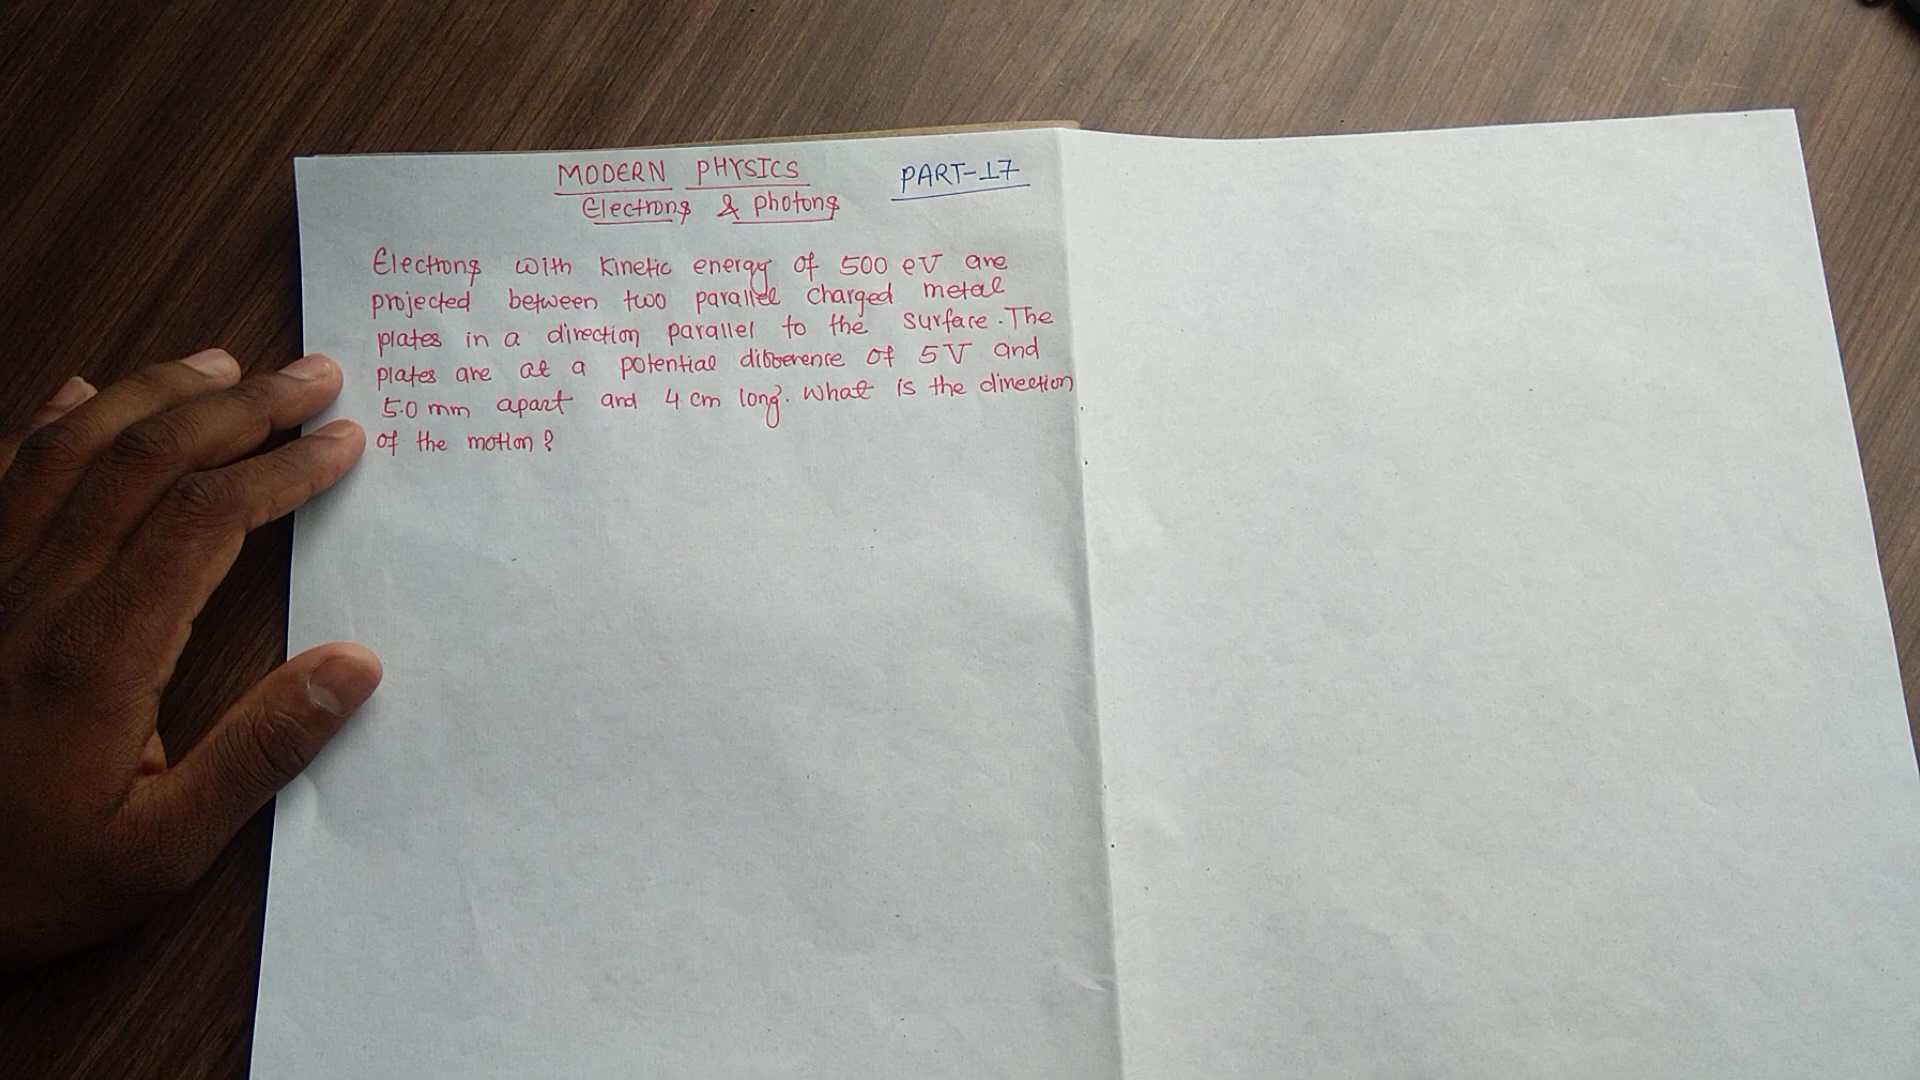 MODERN PHYSICS PART-17
Electrons & photons
Electrons with Kinetic energy of 500 eV are
projected between two parallel charged metal
plates in a direction parallel to the surface. The
plates are at a potential difference of 5V and
5.0 mm apart and 4 cm long. What is the direction
of the motion?